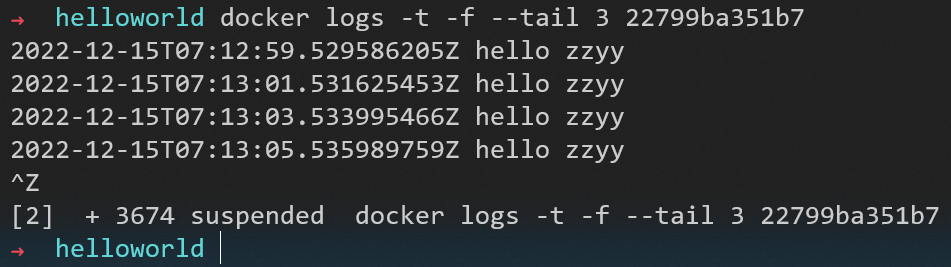 → helloworld docker logs -t -f --tail 3 22799ba351b7
2022-12-15T07:12:59.529586205Z hello zzyy
2022-12-15T07:13:01.531625453Z hello zzyy
2022-12-15T07:13:03.533995466Z hello zzyy
2022-12-15T07:13:05.535989759Z hello zzyy
^Z
[2]  + 3674 suspended  docker logs -t -f --tail 3 22799ba351b7
→ helloworld